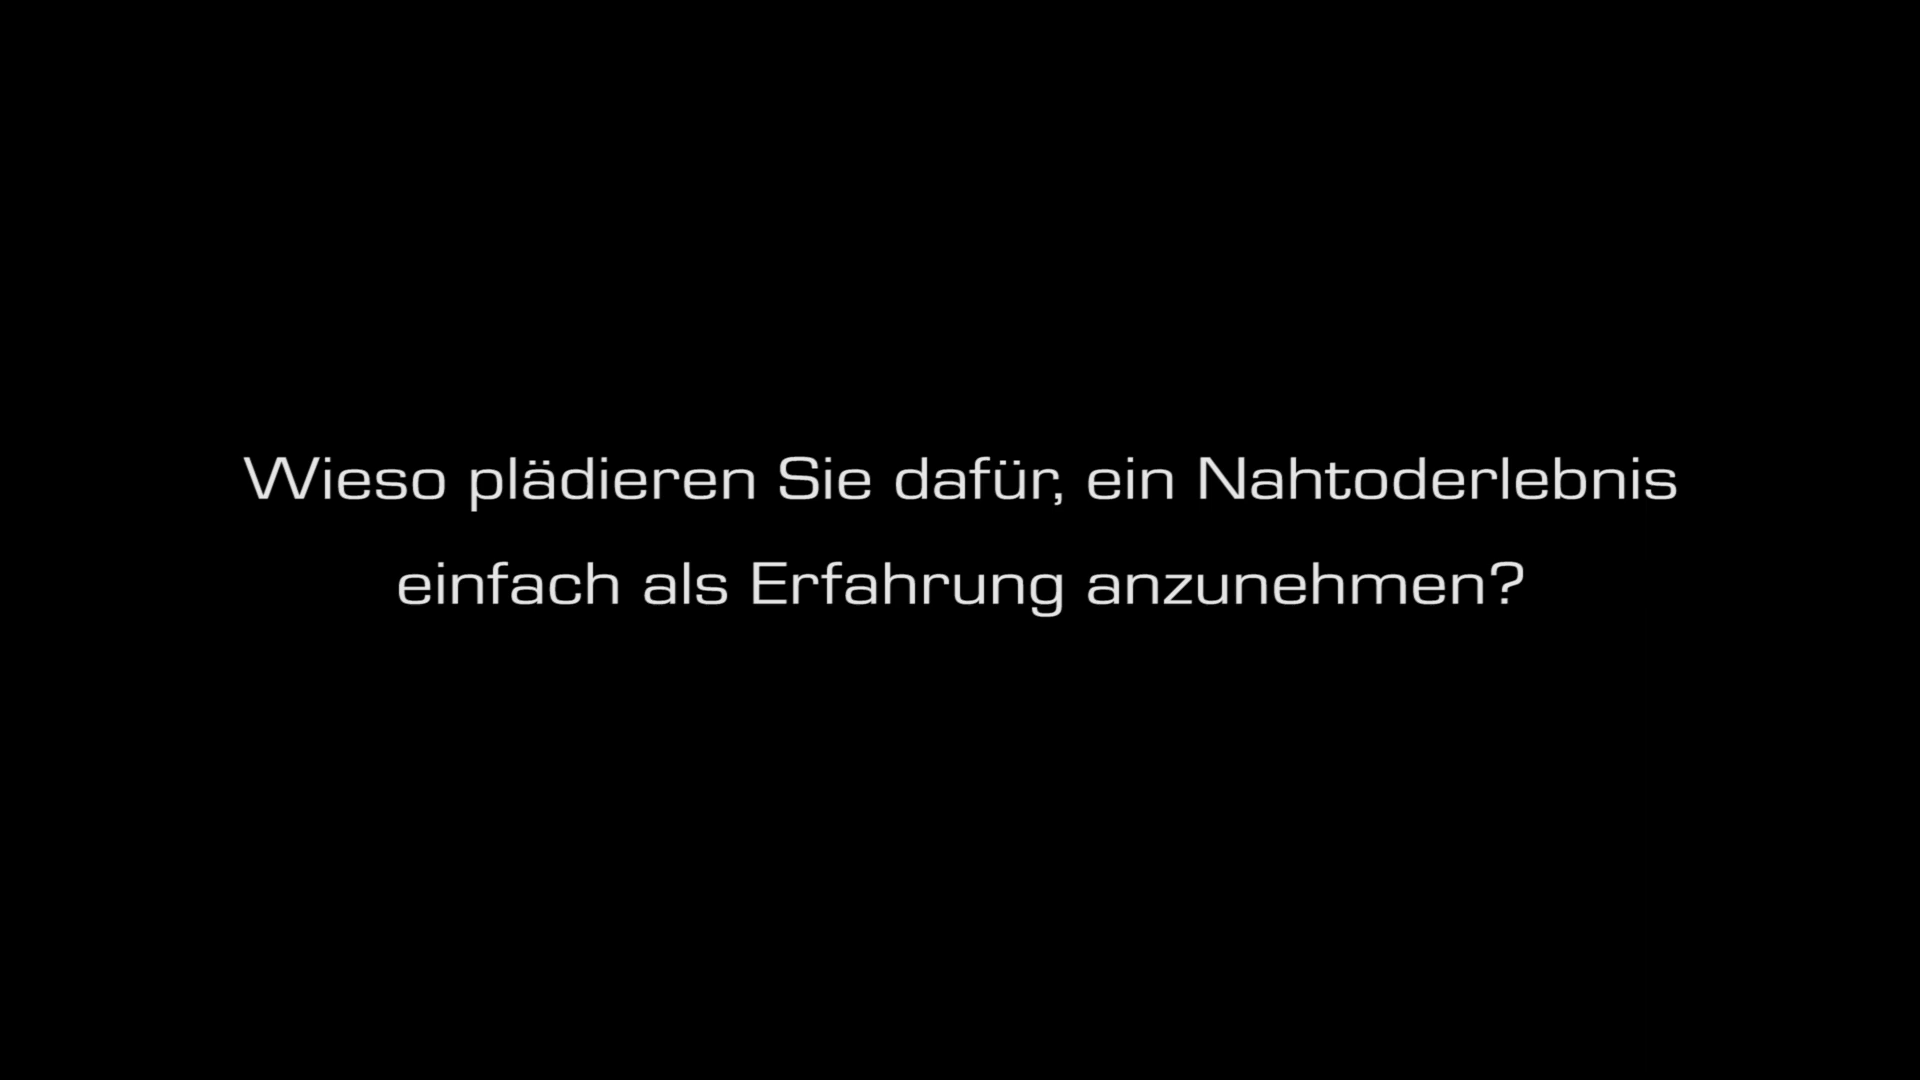 Wieso plädieren Sie dafür, ein Nahtoderlebnis
einfach als Erfahrung anzunehmen?